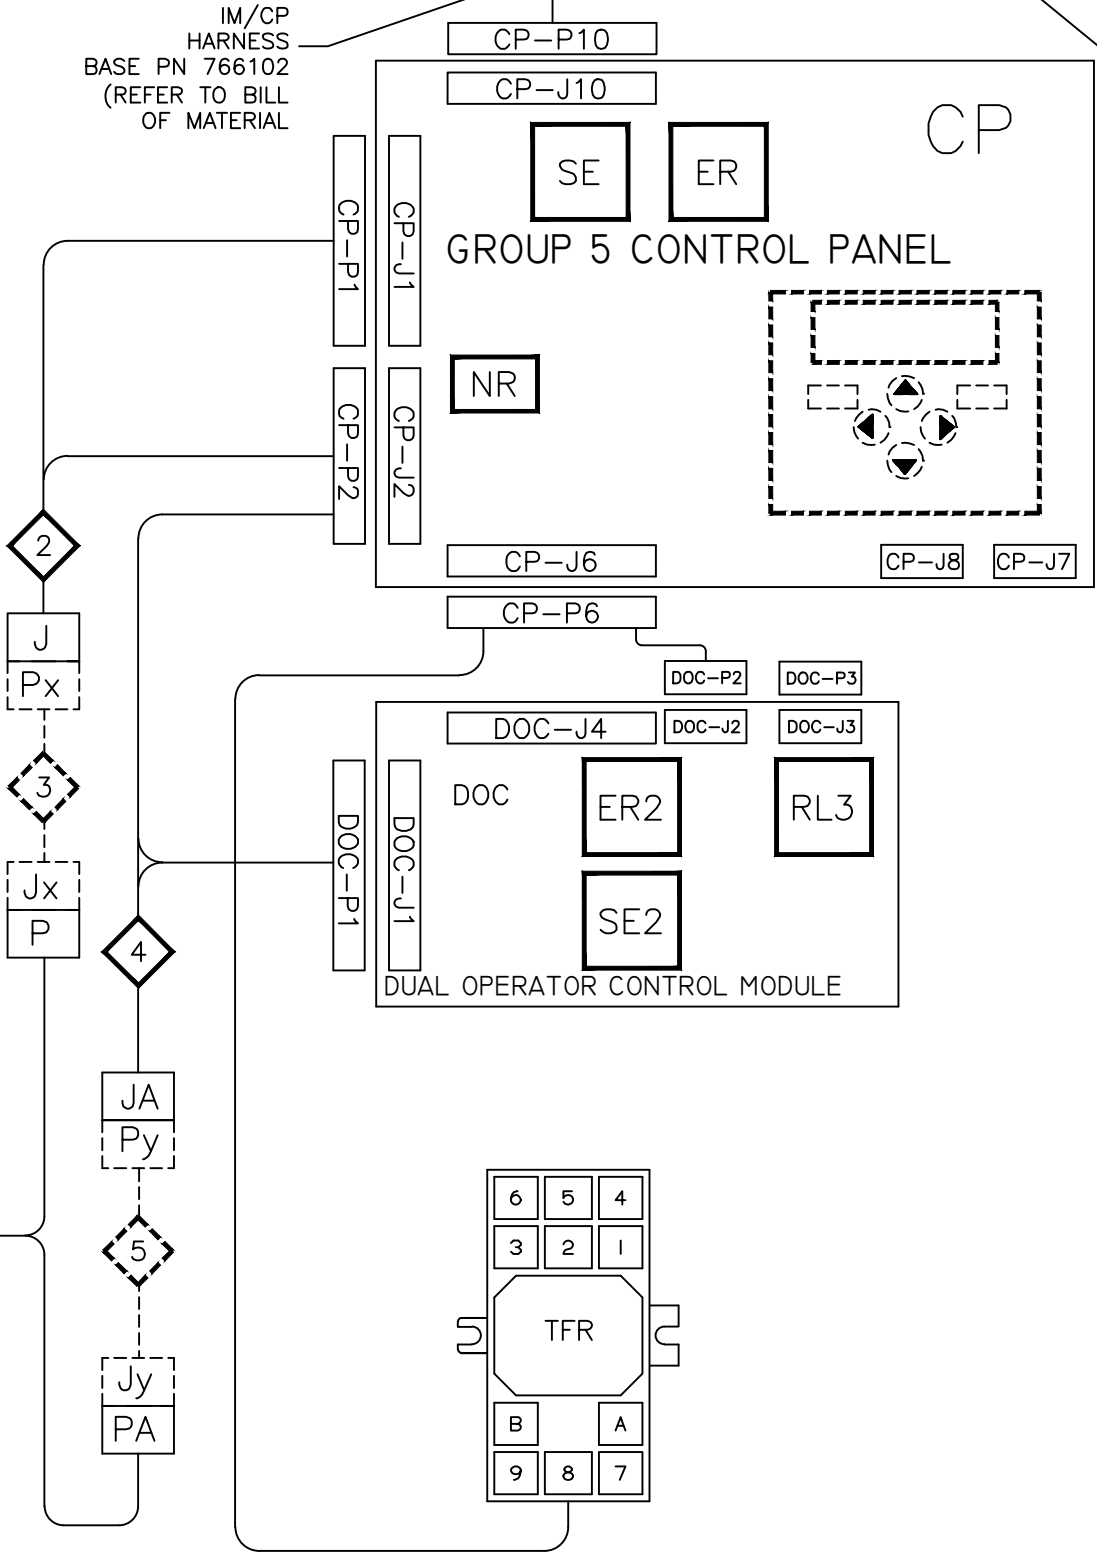 IM/CP
HARNESS
BASE PN 766102
(REFER TO BILL
OF MATERIAL
CP-P10
CP-J10
CP
SE
ER
CP-P1
CP-J1
GROUP 5 CONTROL PANEL
NR
CP-P2
CP-J2
2
CP-J6
CP-J8
CP-J7
CP-P6
J
Px
DOC-P2
DOC-P3
DOC-J4
DOC-J2
DOC-J3
3
DOC
ER2
RL3
DOC-P1
DOC-J1
Jx
P
SE2
4
DUAL OPERATOR CONTROL MODULE
JA
Py
6 5 4
3 2 1
5
TFR
Jy
PA
B A
9 8 7